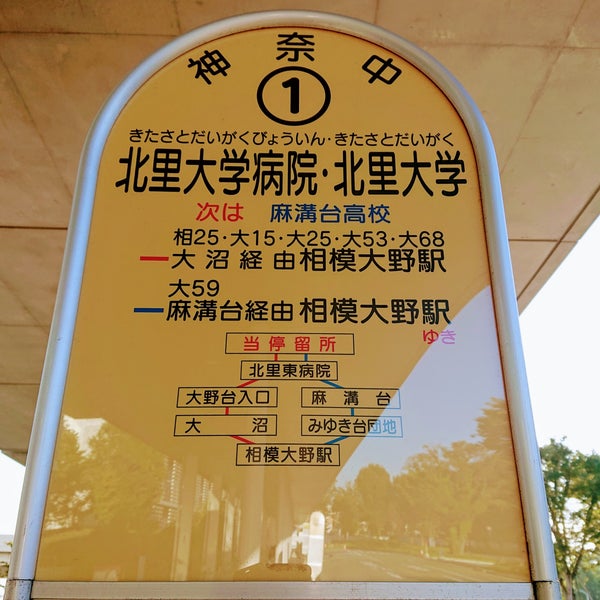 神奈中
①
きたさとだいがくびょういん・きたさとだいがく
北里大学病院・北里大学
次は 麻溝台高校
相25・大15・大25・大53・大68
大沼経由相模大野駅
大59
麻溝台経由相模大野駅
ゆき
当停留所
北里東病院
大野台入口 麻溝台
大沼 みゆき台団地
相模大野駅